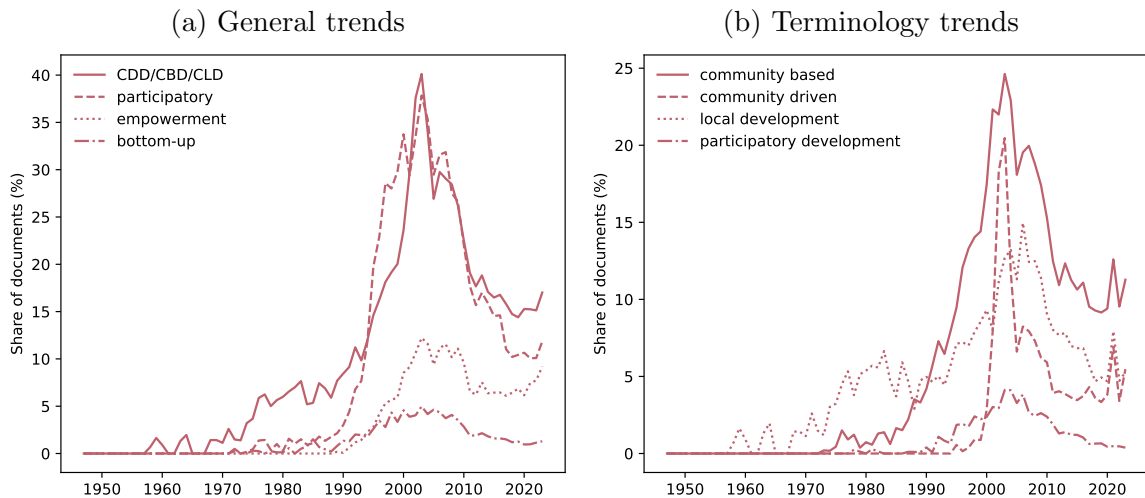 (a) General trends
CDD/CBD/CLD
participatory
empowerment
bottom-up
Share of documents (%)
40
35
30
25
20
15
10
5
0
1950 1960 1970 1980 1990 2000 2010 2020
(b) Terminology trends
community based
community driven
local development
participatory development
Share of documents (%)
25
20
15
10
5
0
1950 1960 1970 1980 1990 2000 2010 2020